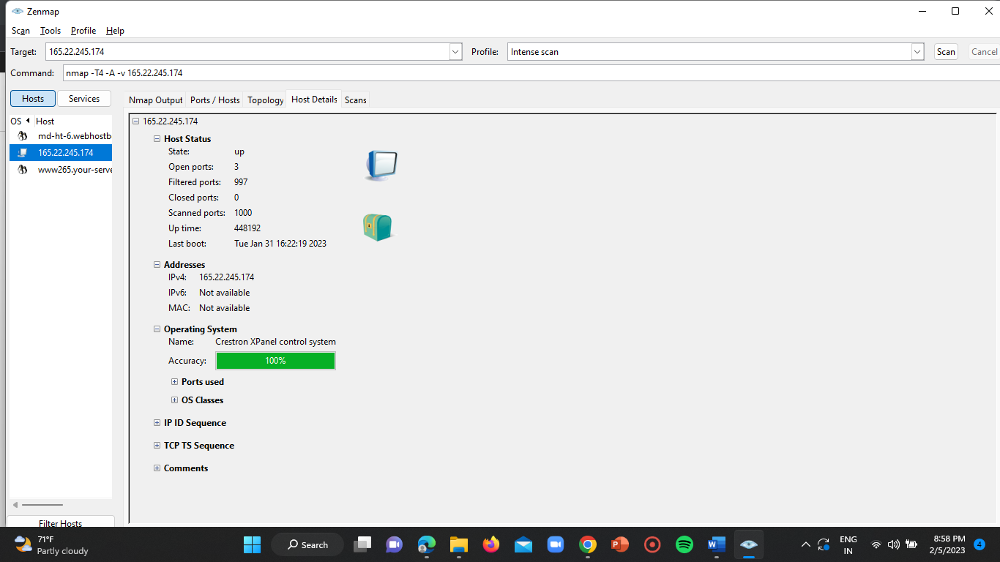 Zenmap
Scan Tools Profile Help
Target: 165.22.245.174 Profile: Intense scan Scan Cancel
Command: nmap -T4 -A -v 165.22.245.174
Hosts Services
Nmap Output Ports / Hosts Topology Host Details Scans
OS Host
md-ht-6.webhostb
165.22.245.174
www265.your-serve
165.22.245.174
Host Status
State: up
Open ports: 3
Filtered ports: 997
Closed ports: 0
Scanned ports: 1000
Up time: 448192
Last boot: Tue Jan 31 16:22:19 2023
Addresses
IPv4: 165.22.245.174
IPv6: Not available
MAC: Not available
Operating System
Name: Crestron XPanel control system
Accuracy: 100%
Ports used
OS Classes
IP ID Sequence
TCP TS Sequence
Comments
Filter Hosts
71°F
Partly cloudy
Search
ENG
IN
8:58 PM
2/5/2023
4